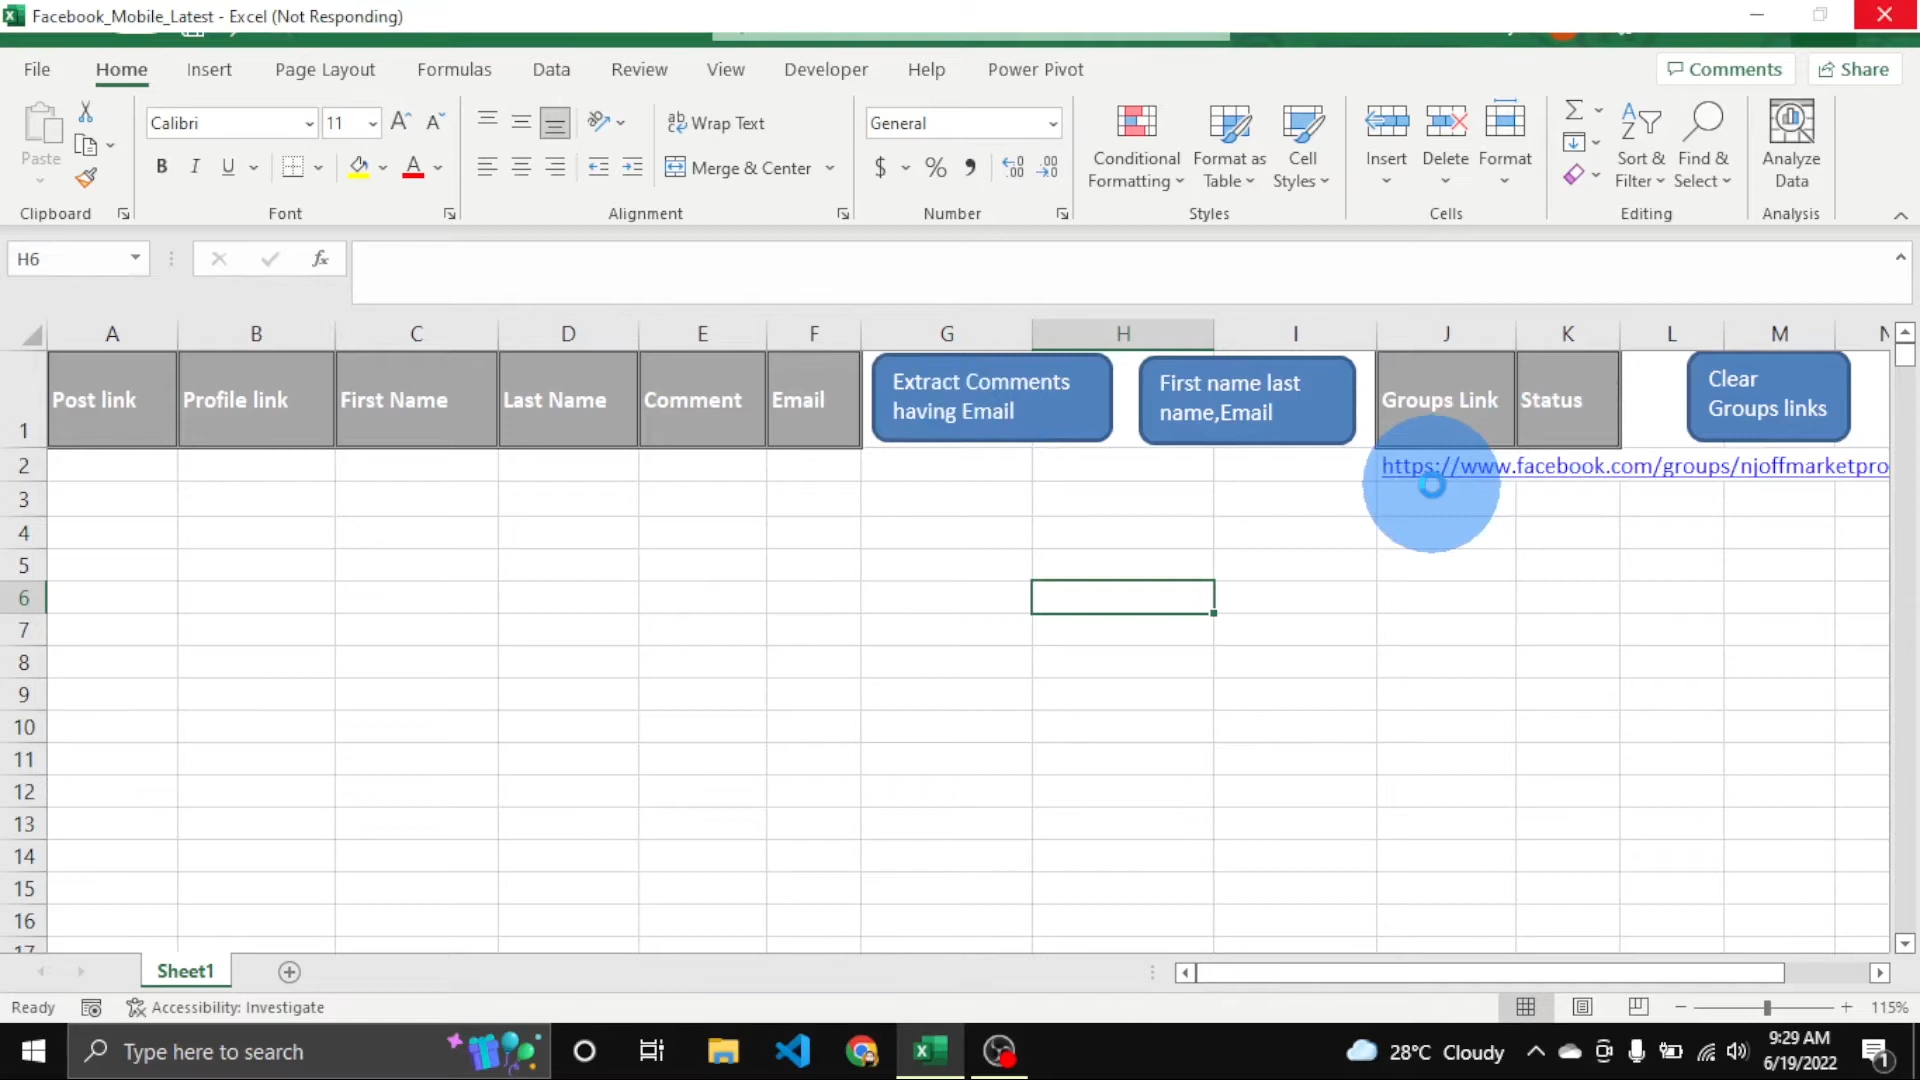 Facebook_Mobile_Latest - Excel (Not Responding)
File Home Insert Page Layout Formulas Data Review View Developer Help Power Pivot Comments Share
Paste
Clipboard
Calibri 11
B I U
Font
Wrap Text
Merge & Center
Alignment
General
$ % ,
Number
Conditional Formatting
Format as Table
Cell Styles
Styles
Insert Delete Format
Cells
Sort & Filter
Find & Select
Editing
Analyze Data
Analysis
H6
fx
A B C D E F G H I J K L M
1 Post link Profile link First Name Last Name Comment Email
Extract Comments
having Email
First name last
name,Email
Groups Link Status
Clear
Groups links
2 https://www.facebook.com/groups/njoffmarketpro
3
4
5
6
7
8
9
10
11
12
13
14
15
16
17
Sheet1
Ready Accessibility: Investigate 115%
Type here to search
28°C Cloudy
9:29 AM
6/19/2022
1